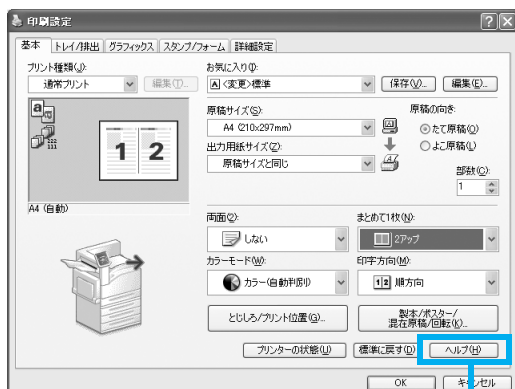 印刷設定
基本 トレイ/排出 グラフィックス スタンプ/フォーム 詳細設定
プリント種類(J):
通常プリント 編集(T)...
お気に入り(I):
<変更>標準 保存(V)... 編集(E)...
原稿サイズ(S):
A4 (210x297mm)
出力用紙サイズ(Z):
原稿サイズと同じ
原稿の向き
たて原稿(O)
よこ原稿(L)
部数(C):
1
1 2
A4 (自動)
両面(2):
しない
まとめて1枚(N):
2アップ
カラーモード(W):
カラー(自動判別)
印字方向(M):
12 順方向
とじしろ/プリント位置(G)...
製本/ポスター/
混在原稿/回転(K)...
プリンターの状態(U) 標準に戻す(D) ヘルプ(H)
OK キャンセル